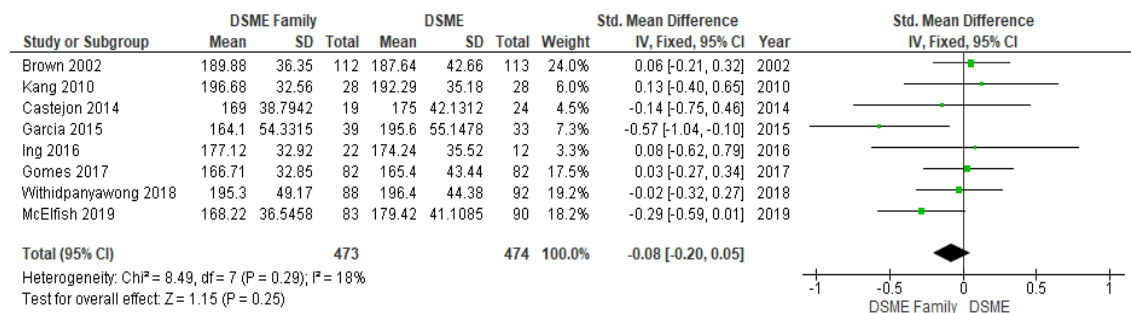 DSME Family DSME Std. Mean Difference Std. Mean Difference
Study or Subgroup Mean SD Total Mean SD Total Weight IV, Fixed, 95% CI Year IV, Fixed, 95% CI
Brown 2002 189.88 36.35 112 187.64 42.66 113 24.0% 0.06 [-0.21, 0.32] 2002
Kang 2010 196.68 32.56 28 192.29 35.18 28 6.0% 0.13 [-0.40, 0.65] 2010
Castejon 2014 169 38.7942 19 175 42.1312 24 4.5% -0.14 [-0.75, 0.46] 2014
Garcia 2015 164.1 54.3315 39 195.6 55.1478 33 7.3% -0.57 [-1.04, -0.10] 2015
Ing 2016 177.12 32.92 22 174.24 35.52 12 3.3% 0.08 [-0.62, 0.79] 2016
Gomes 2017 166.71 32.85 82 165.4 43.44 82 17.5% 0.03 [-0.27, 0.34] 2017
Withidpanyawong 2018 195.3 49.17 88 196.4 44.38 92 19.2% -0.02 [-0.32, 0.27] 2018
McElfish 2019 168.22 36.5458 83 179.42 41.1085 90 18.2% -0.29 [-0.59, 0.01] 2019
Total (95% CI) 473 474 100.0% -0.08 [-0.20, 0.05]
Heterogeneity: Chi² = 8.49, df = 7 (P = 0.29); I² = 18%
Test for overall effect: Z = 1.15 (P = 0.25)
-1 -0.5 0 0.5 1
DSME Family DSME